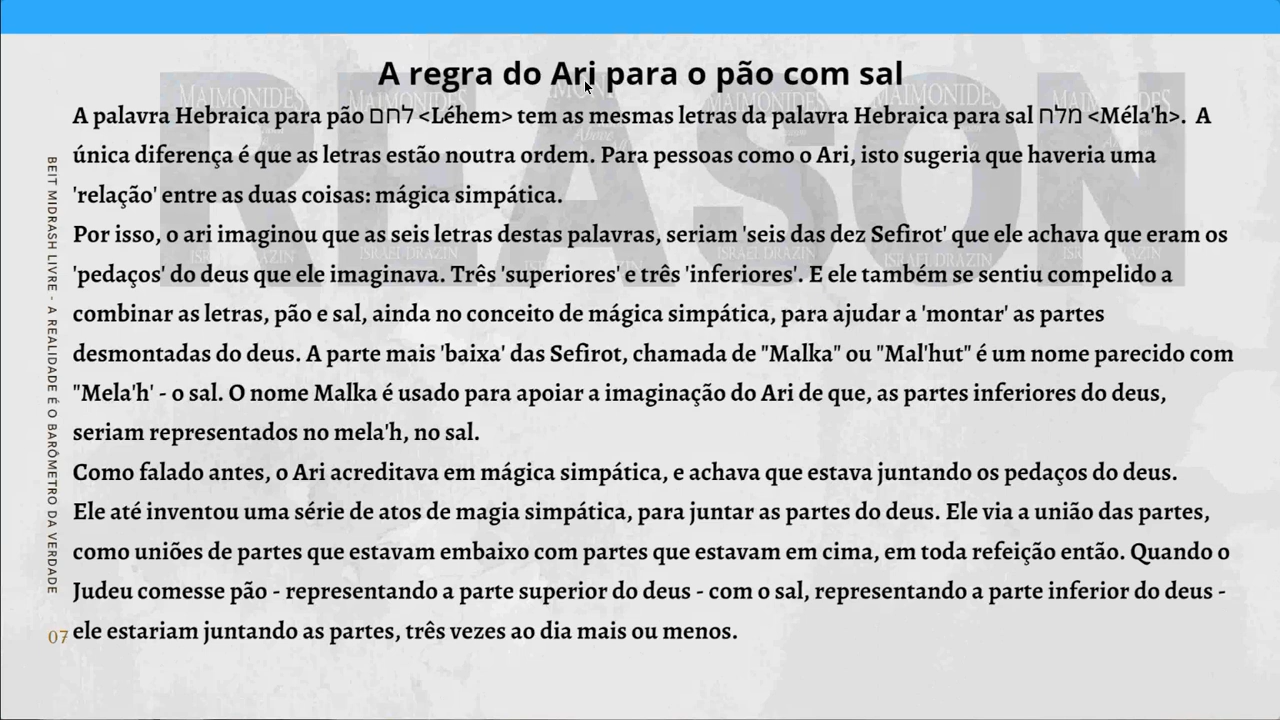 A regra do Ari para o pão com sal
A palavra Hebraica para pão לחם <Léhem> tem as mesmas letras da palavra Hebraica para sal מלח <Méla'h>. A
única diferença é que as letras estão noutra ordem. Para pessoas como o Ari, isto sugeria que haveria uma
'relação' entre as duas coisas: mágica simpática.
Por isso, o ari imaginou que as seis letras destas palavras, seriam 'seis das dez Sefirot' que ele achava que eram os
'pedaços' do deus que ele imaginava. Três 'superiores' e três 'inferiores'. E ele também se sentiu compelido a
combinar as letras, pão e sal, ainda no conceito de mágica simpática, para ajudar a 'montar' as partes
desmontadas do deus. A parte mais 'baixa' das Sefirot, chamada de "Malka" ou "Mal'hut" é um nome parecido com
"Mela'h' - o sal. O nome Malka é usado para apoiar a imaginação do Ari de que, as partes inferiores do deus,
seriam representados no mela'h, no sal.
Como falado antes, o Ari acreditava em mágica simpática, e achava que estava juntando os pedaços do deus.
Ele até inventou uma série de atos de magia simpática, para juntar as partes do deus. Ele via a união das partes,
como uniões de partes que estavam embaixo com partes que estavam em cima, em toda refeição então. Quando o
Judeu comesse pão - representando a parte superior do deus - com o sal, representando a parte inferior do deus -
ele estariam juntando as partes, três vezes ao dia mais ou menos.
BEIT MIDRASH LIVRE - A REALIDADE É O BARÔMETRO DA VERDADE
07
REASON
MAIMONIDES
MAIMONIDES
MAIMONIDES
MAIMONIDES
ISRAEL DRAZIN
ISRAEL DRAZIN
ISRAEL DRAZIN
ISRAEL DRAZIN